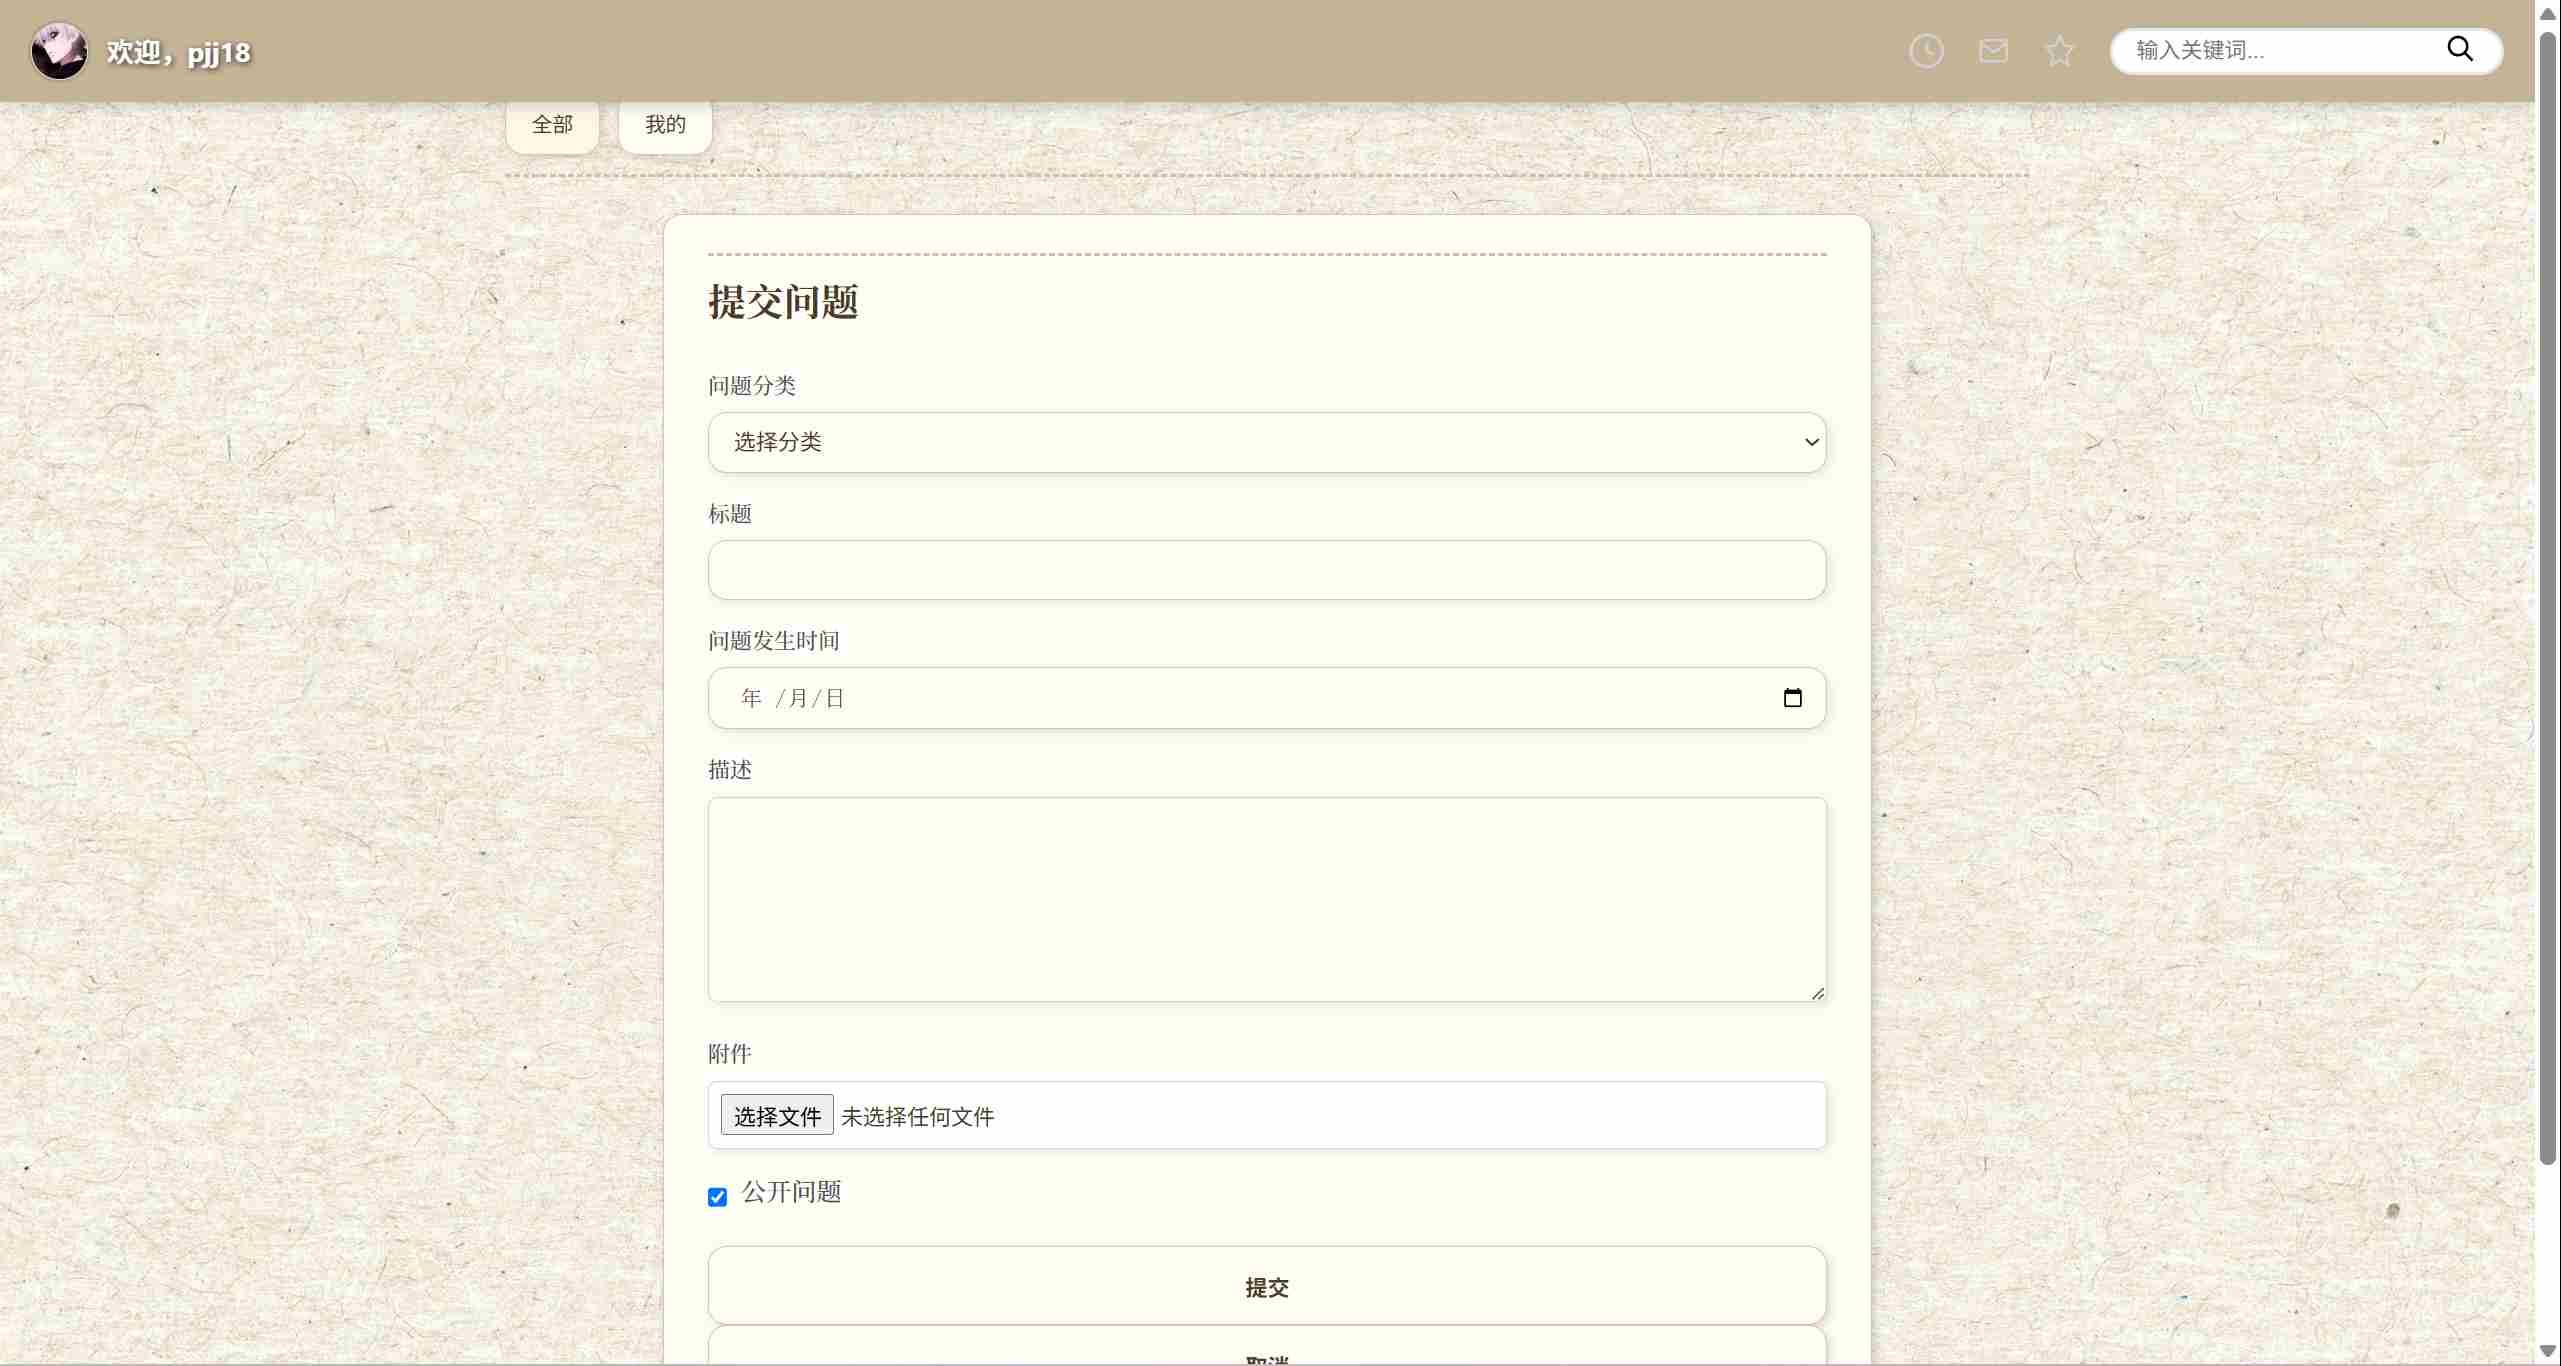 欢迎，pjj18
输入关键词...
全部
我的
提交问题
问题分类
选择分类
标题
问题发生时间
年 /月/日
描述
附件
选择文件 未选择任何文件
公开问题
提交
取消